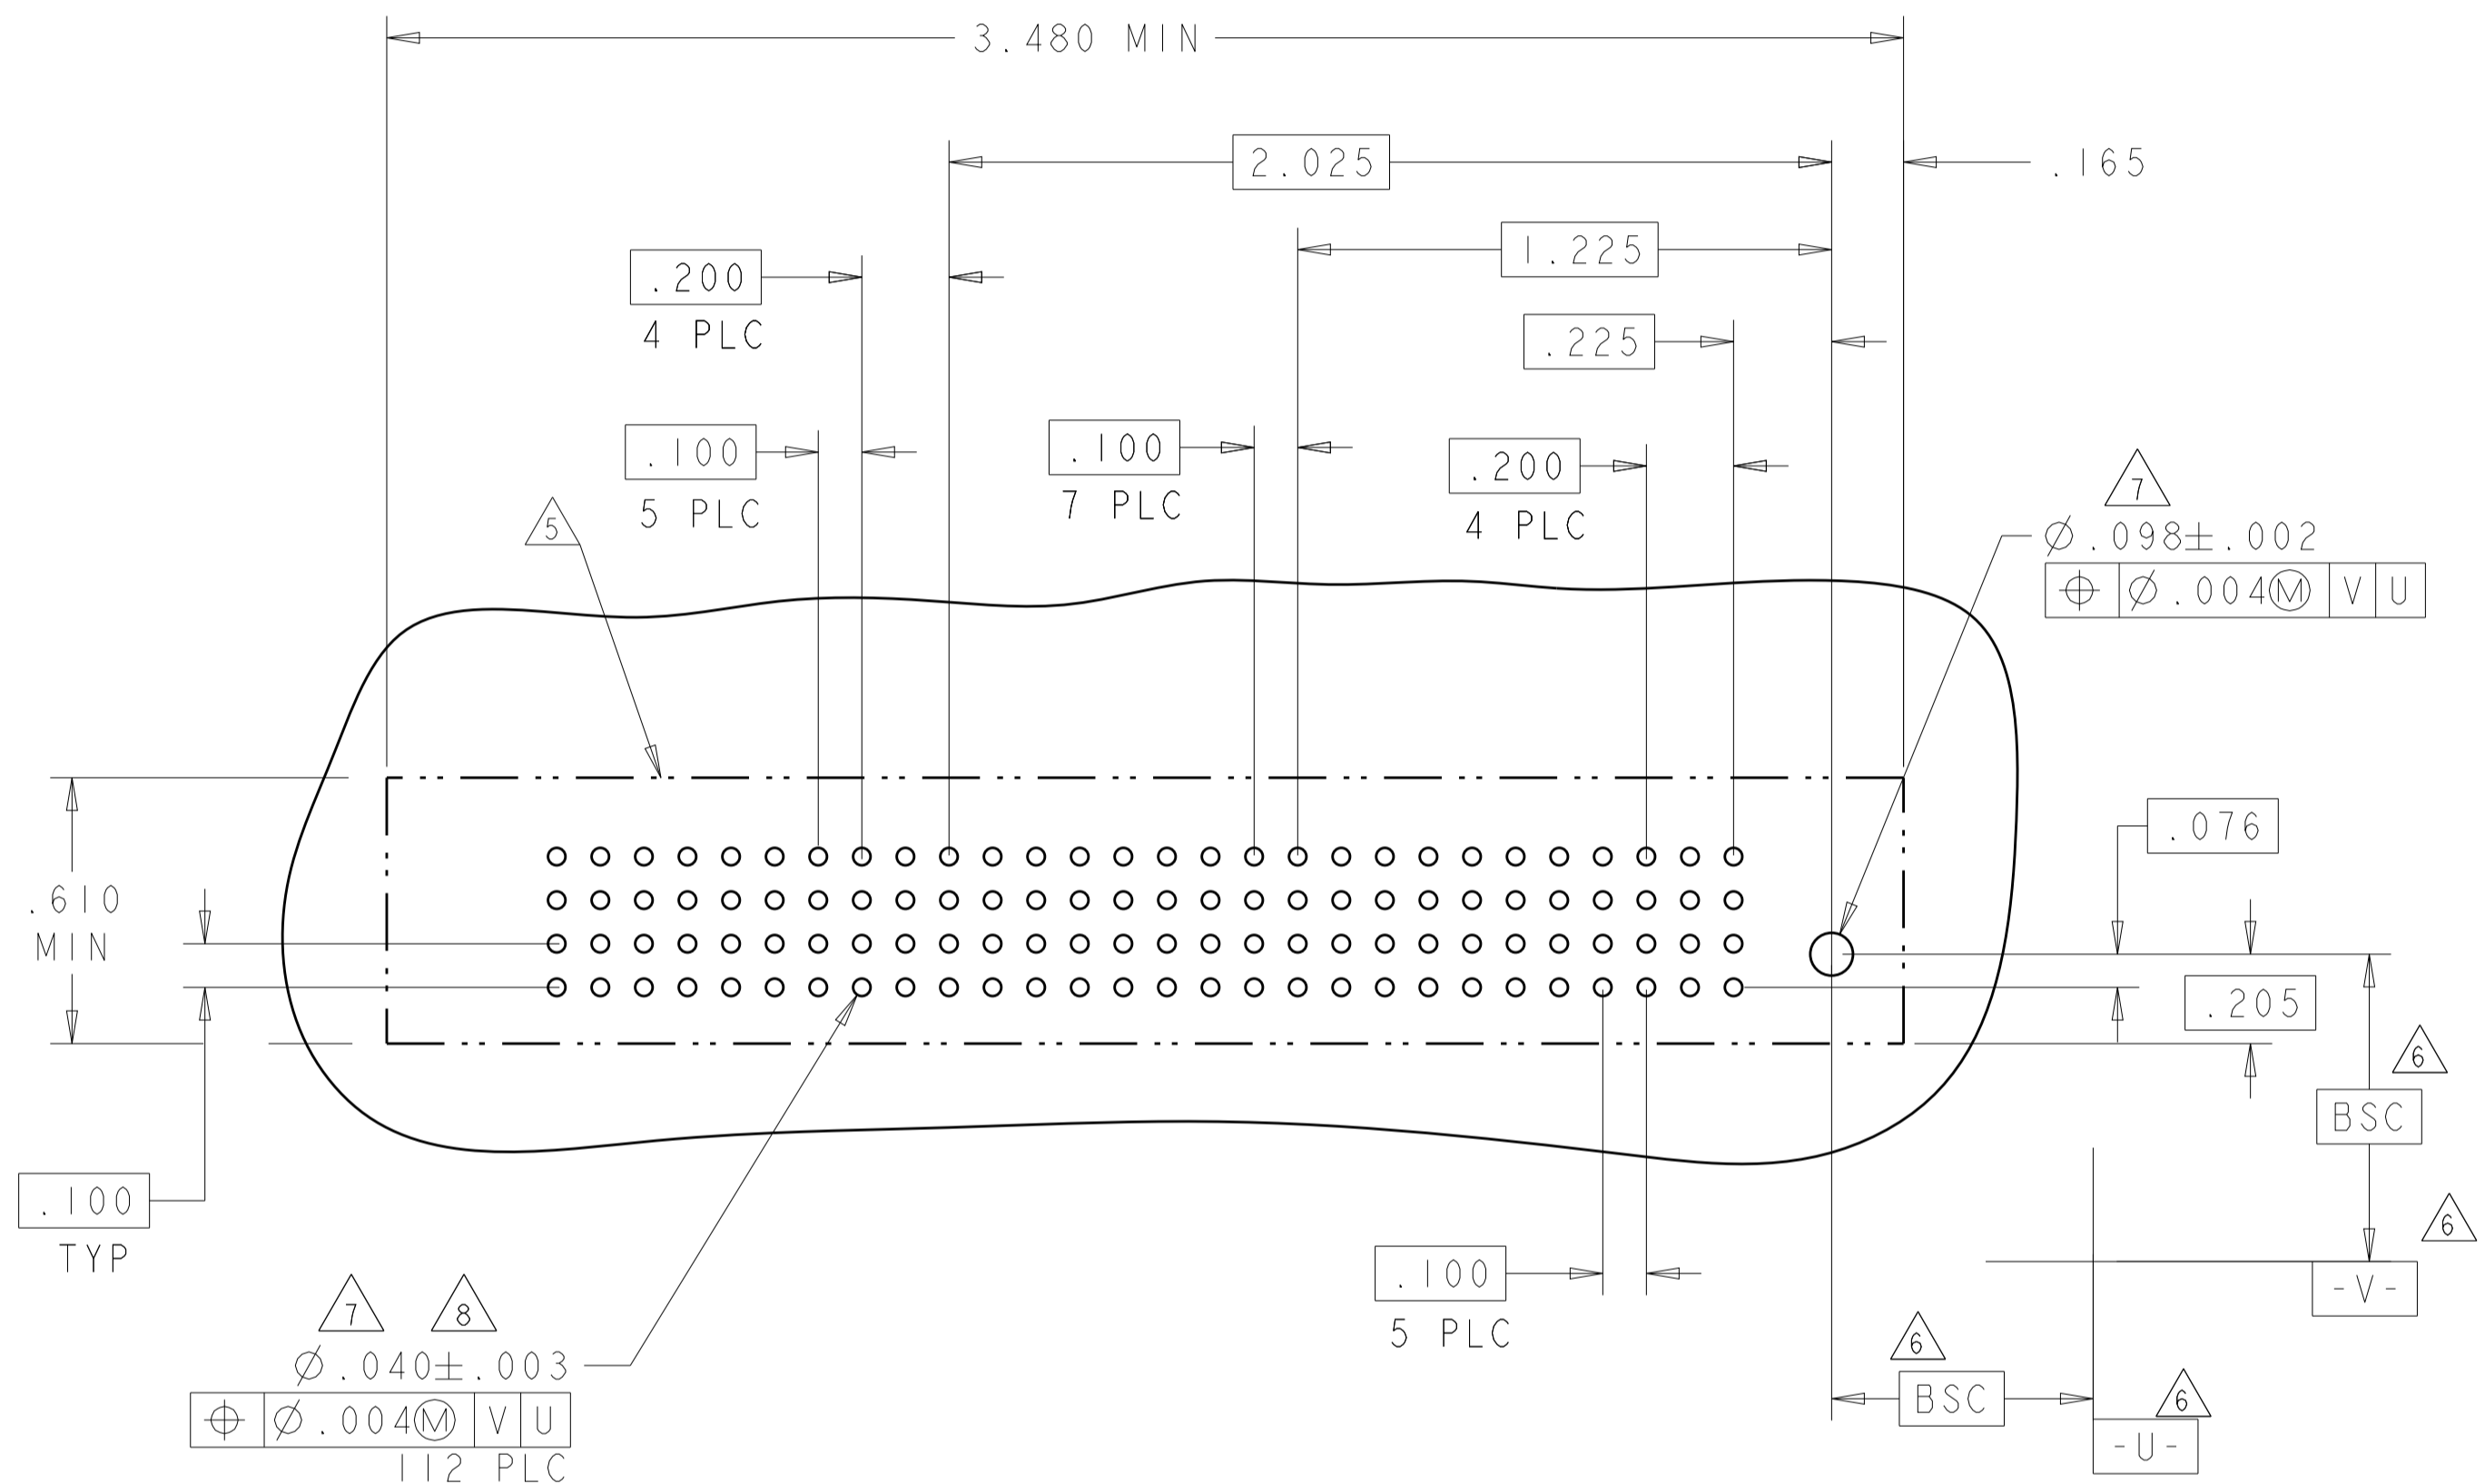 3.480 MIN
2.025
.165
1.225
.200
4 PLC
.225
.100
5 PLC
.100
7 PLC
.200
4 PLC
5
7
Ø.098±.002
⌖ Ø.004Ⓜ V U
.076
.610
MIN
.205
6
BSC
.100
TYP
6
-V-
.100
5 PLC
7 8
Ø.040±.003
⌖ Ø.004Ⓜ V U
112 PLC
6
BSC
6
-U-